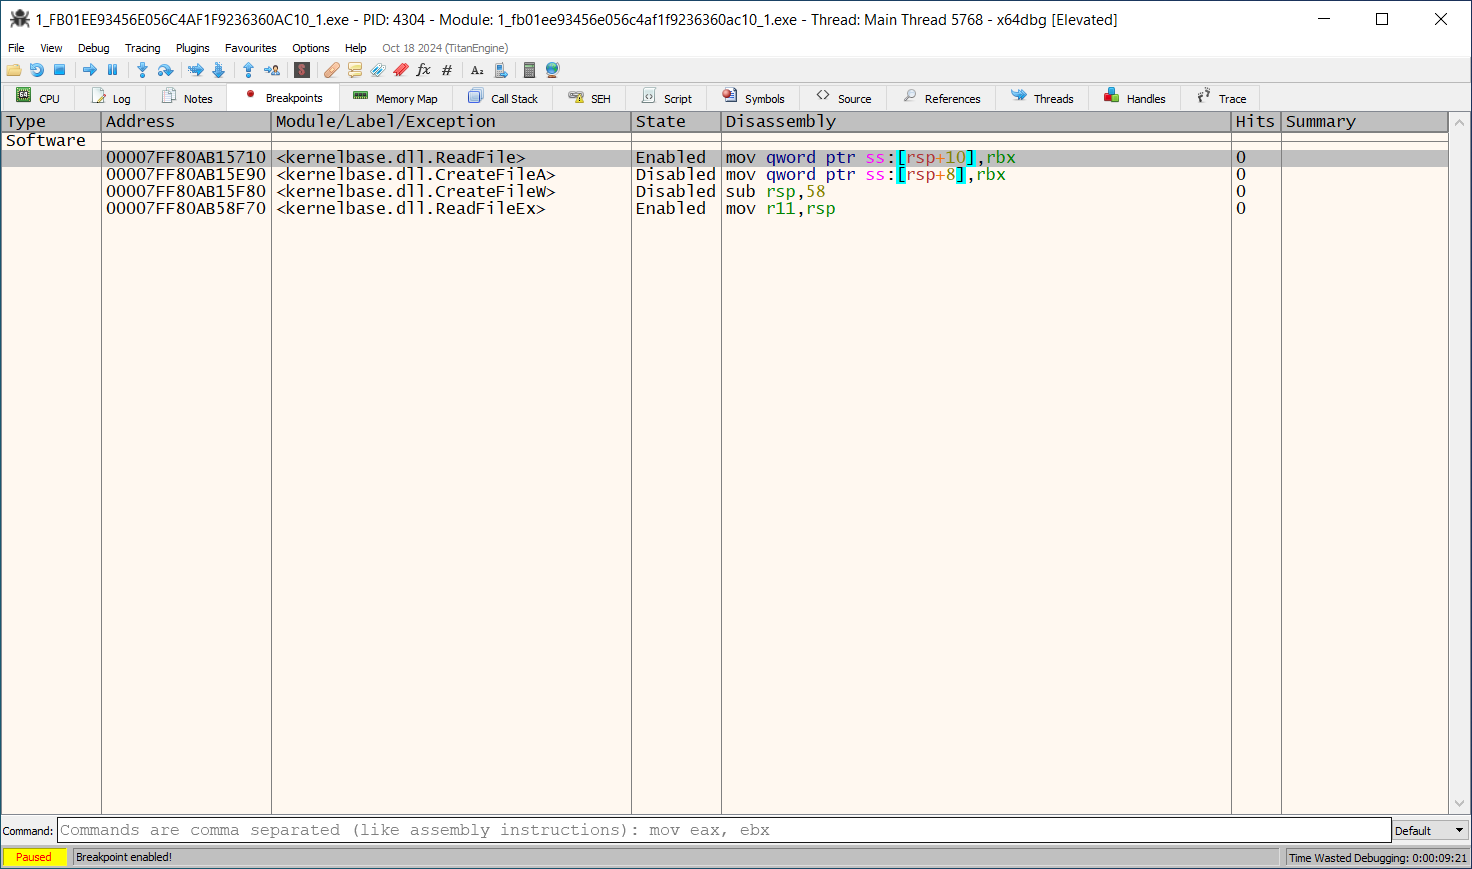 1_FB01EE93456E056C4AF1F9236360AC10_1.exe - PID: 4304 - Module: 1_fb01ee93456e056c4af1f9236360ac10_1.exe - Thread: Main Thread 5768 - x64dbg [Elevated]
File View Debug Tracing Plugins Favourites Options Help Oct 18 2024 (TitanEngine)
CPU Log Notes Breakpoints Memory Map Call Stack SEH Script Symbols Source References Threads Handles Trace
Type Address Module/Label/Exception State Disassembly Hits Summary
Software
00007FF80AB15710 <kernelbase.dll.ReadFile> Enabled mov qword ptr ss:[rsp+10],rbx 0
00007FF80AB15E90 <kernelbase.dll.CreateFileA> Disabled mov qword ptr ss:[rsp+8],rbx 0
00007FF80AB15F80 <kernelbase.dll.CreateFileW> Disabled sub rsp,58 0
00007FF80AB58F70 <kernelbase.dll.ReadFileEx> Enabled mov r11,rsp 0
Command: Commands are comma separated (like assembly instructions): mov eax, ebx Default
Paused Breakpoint enabled! Time Wasted Debugging: 0:00:09:21